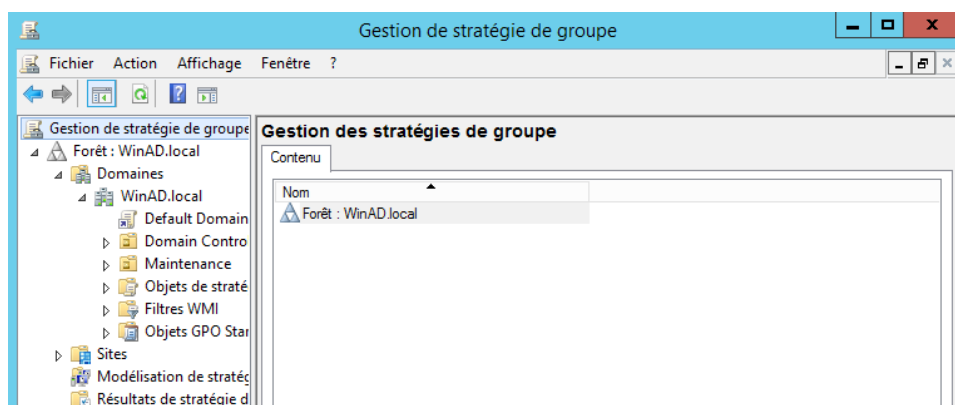 Gestion de stratégie de groupe
Fichier Action Affichage Fenêtre ?
Gestion de stratégie de groupe
Forêt : WinAD.local
Domaines
WinAD.local
Default Domain
Domain Contro
Maintenance
Objets de straté
Filtres WMI
Objets GPO Star
Sites
Modélisation de stratég
Résultats de stratégie d
Gestion des stratégies de groupe
Contenu
Nom
Forêt : WinAD.local